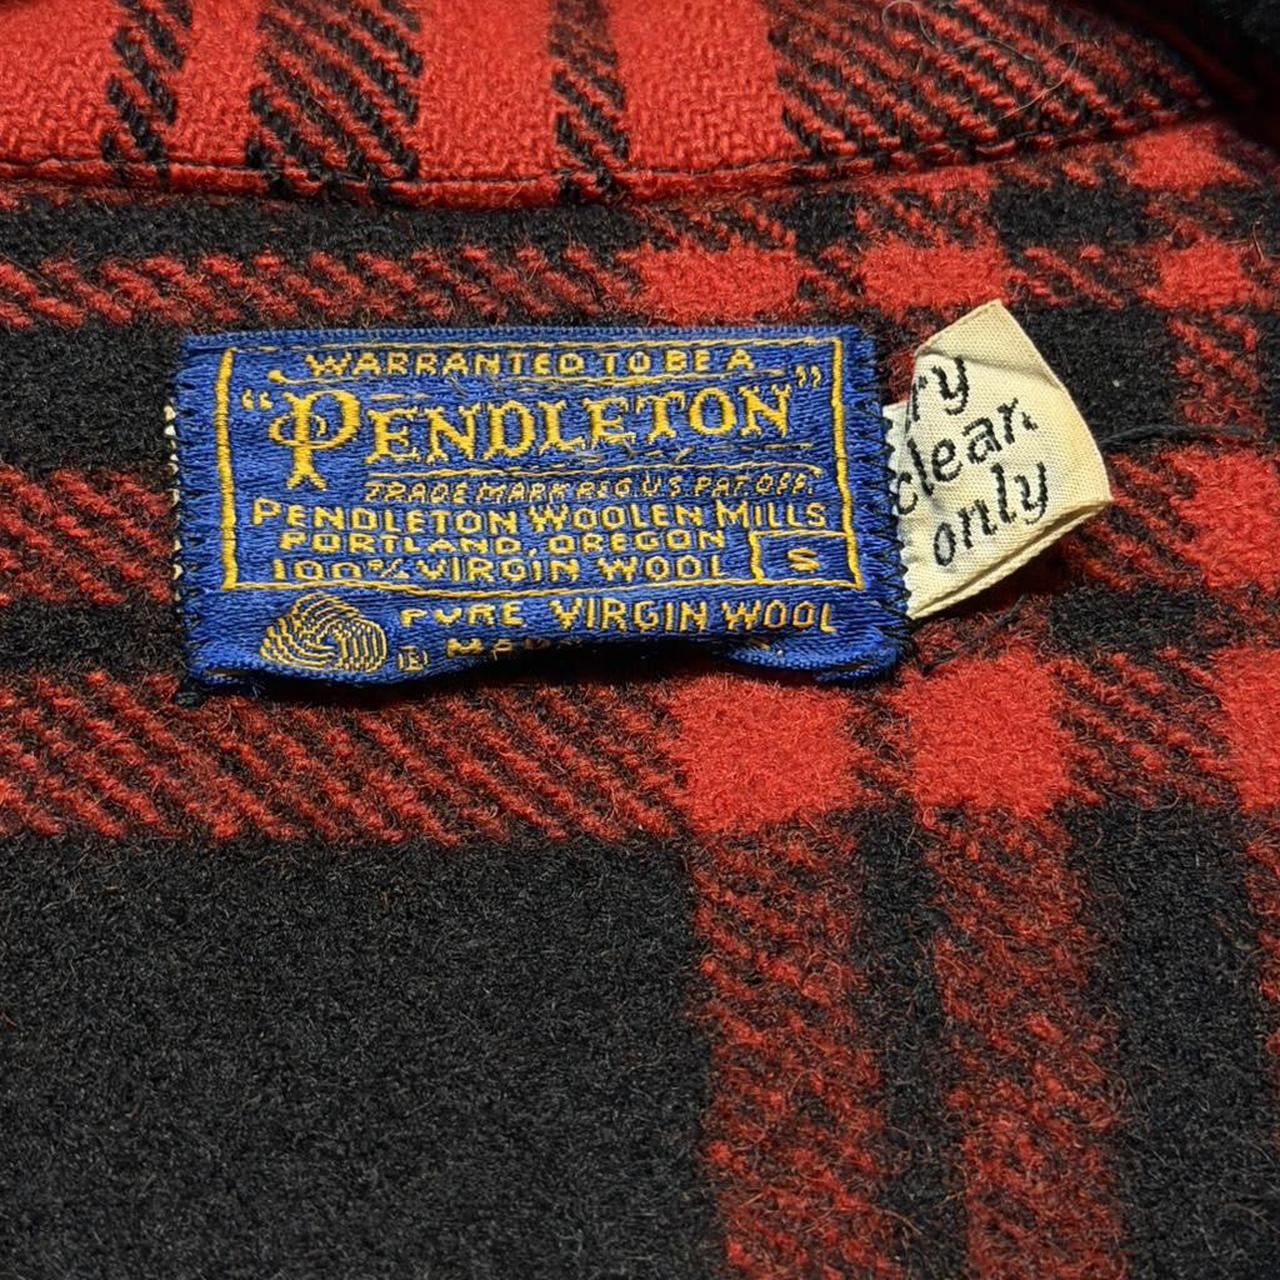 WARRANTED TO BE A
"PENDLETON"
TRADE MARK REG. U.S. PAT. OFF.
PENDLETON WOOLEN MILLS
PORTLAND, OREGON
100% VIRGIN WOOL S
PURE VIRGIN WOOL
ry
clean
only